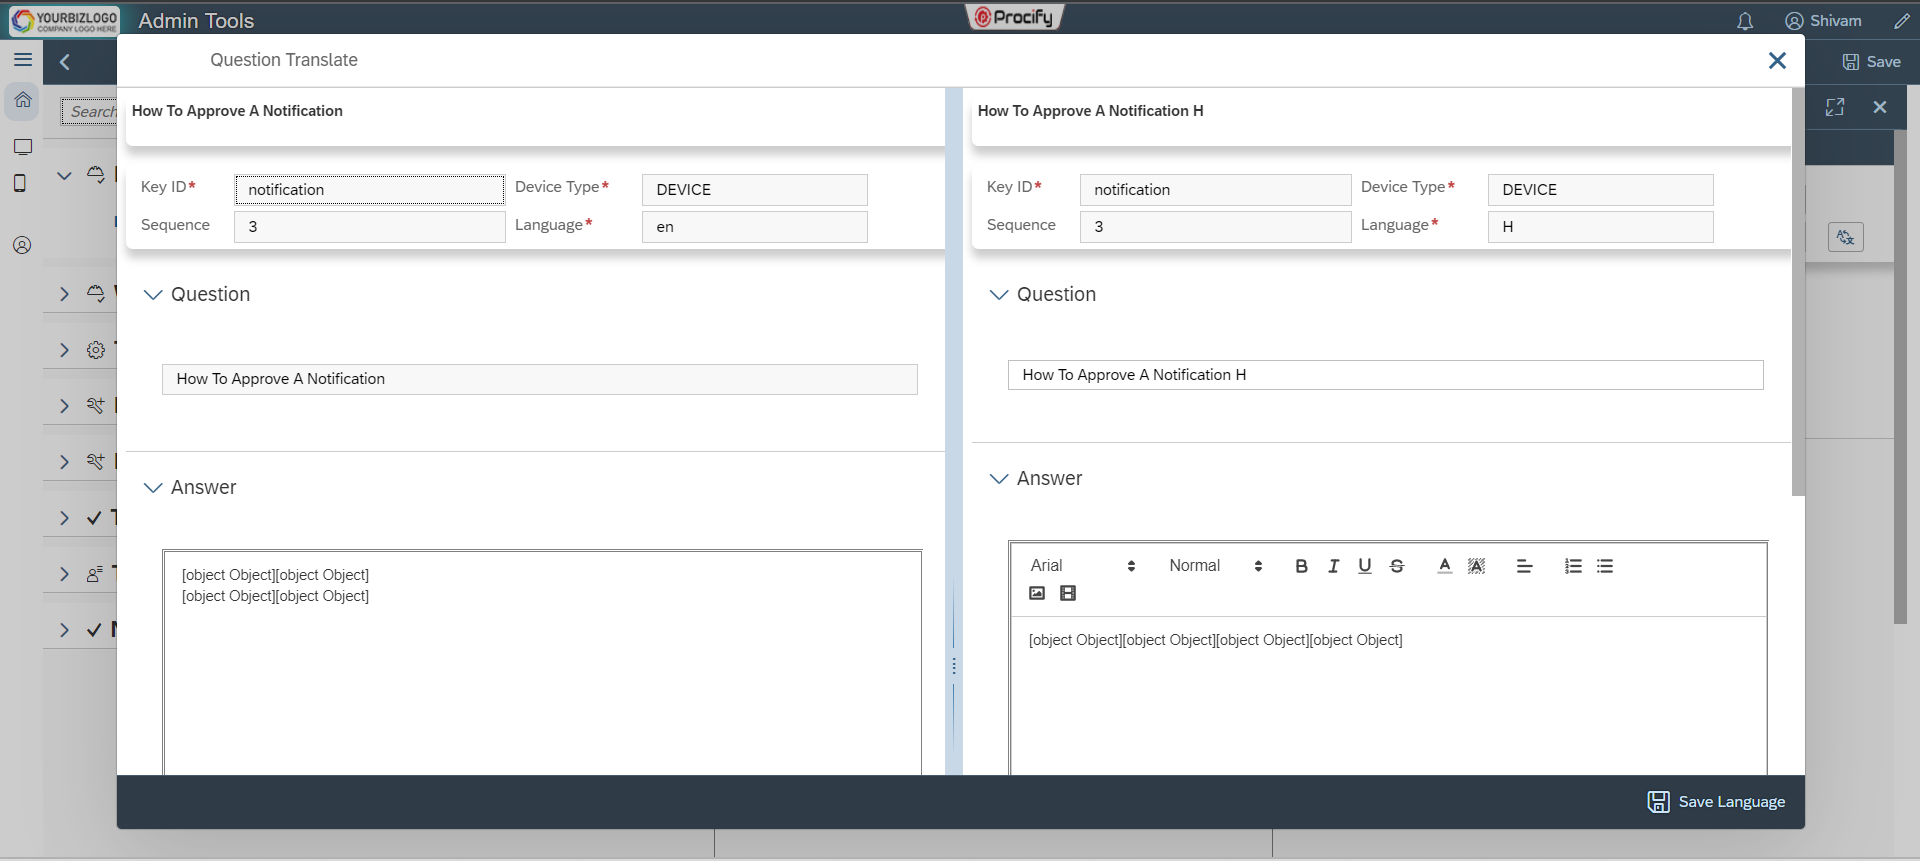 YOURBIZLOGO
COMPANY LOGO HERE
Admin Tools
Procify
Shivam
Question Translate
Save
Search
How To Approve A Notification
Key ID*
notification
Device Type*
DEVICE
Sequence
3
Language*
en
Question
How To Approve A Notification
Answer
[object Object][object Object]
[object Object][object Object]
How To Approve A Notification H
Key ID*
notification
Device Type*
DEVICE
Sequence
3
Language*
H
Question
How To Approve A Notification H
Answer
Arial
Normal
B I U S A A
[object Object][object Object][object Object][object Object]
Save Language